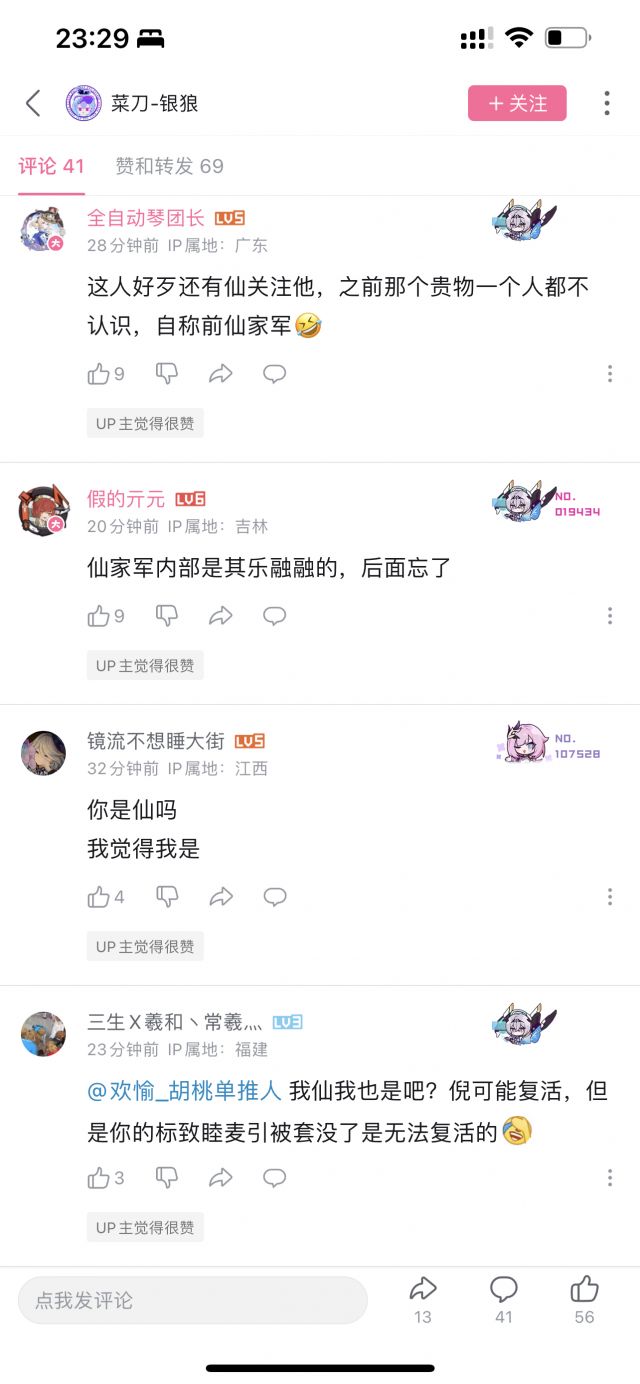 23:29
菜刀-银狼
+关注
评论 41
赞和转发 69
全自动琴团长 LV5
大
28分钟前 IP属地：广东
这人好歹还有仙关注他，之前那个贵物一个人都不
认识，自称前仙家军
9
UP主觉得很赞
假的亓元 LV6
NO.
019434
大
20分钟前 IP属地：吉林
仙家军内部是其乐融融的，后面忘了
9
UP主觉得很赞
镜流不想睡大街 LV5
NO.
107528
32分钟前 IP属地：江西
你是仙吗
我觉得我是
4
UP主觉得很赞
三生X羲和丶常羲灬 LV3
23分钟前 IP属地：福建
@欢愉_胡桃单推人 我仙我也是吧？倪可能复活，但
是你的标致睦麦引被套没了是无法复活的
3
UP主觉得很赞
点我发评论
13
41
56